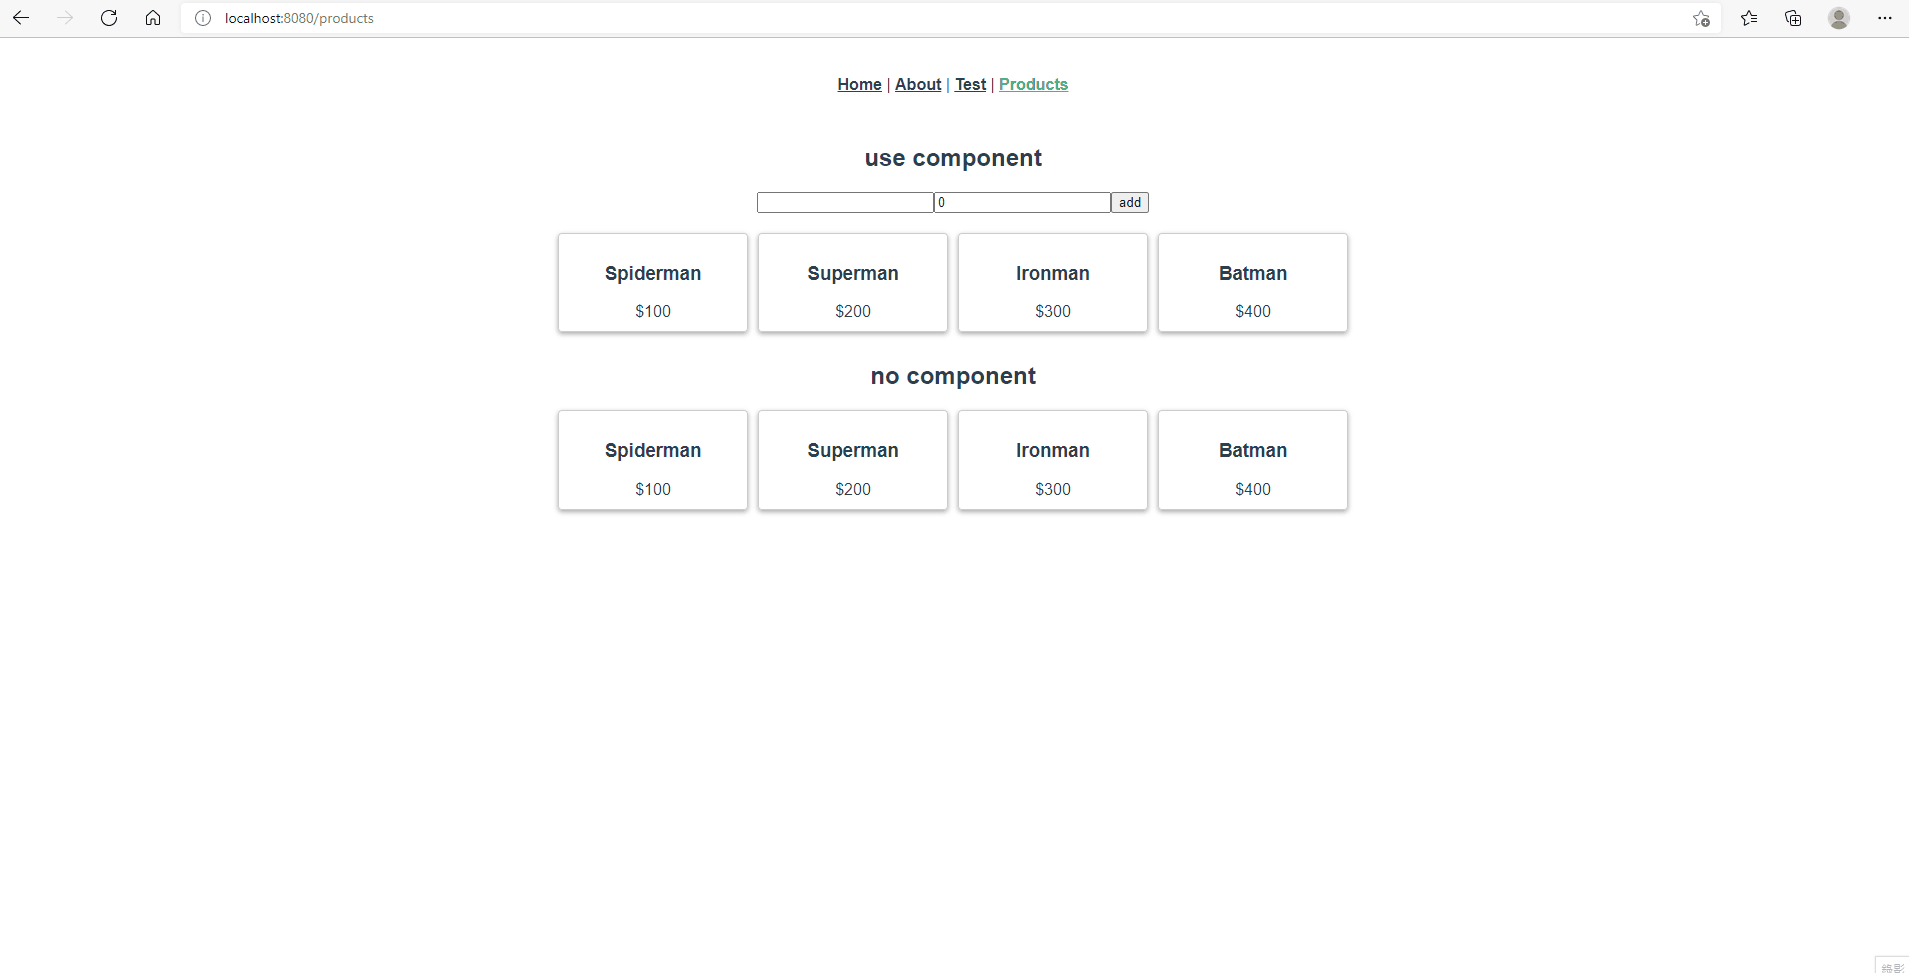 localhost:8080/products
Home | About | Test | Products
use component
0 add
Spiderman Superman Ironman Batman
$100 $200 $300 $400
no component
Spiderman Superman Ironman Batman
$100 $200 $300 $400